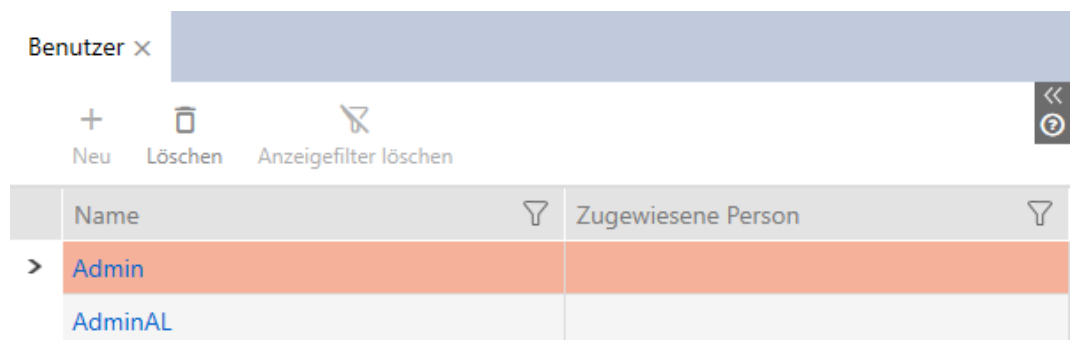 Benutzer
Neu Löschen Anzeigefilter löschen
Name Zugewiesene Person
Admin
AdminAL